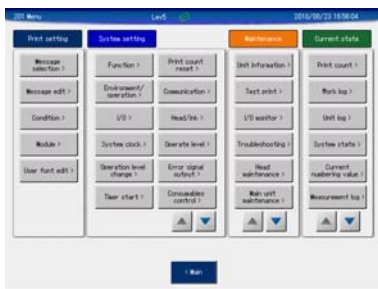 201 Menu
Lev5
2010/06/23 16:56:04
Print setting
System setting
Maintenance
Current state
Message
selection >
Message edit >
Condition >
Module >
User font edit >
Function >
Environment/
operation >
I/O >
System clock >
Operation level
change >
Timer start >
Print count
reset >
Communication >
Head/ink >
Operate level >
Error signal
output >
Consumables
control >
Unit information >
Test print >
I/O monitor >
Troubleshooting >
Head
maintenance >
Main unit
maintenance >
Print count >
Work log >
Unit log >
System state >
Current
numbering value >
Measurement log >
< Main